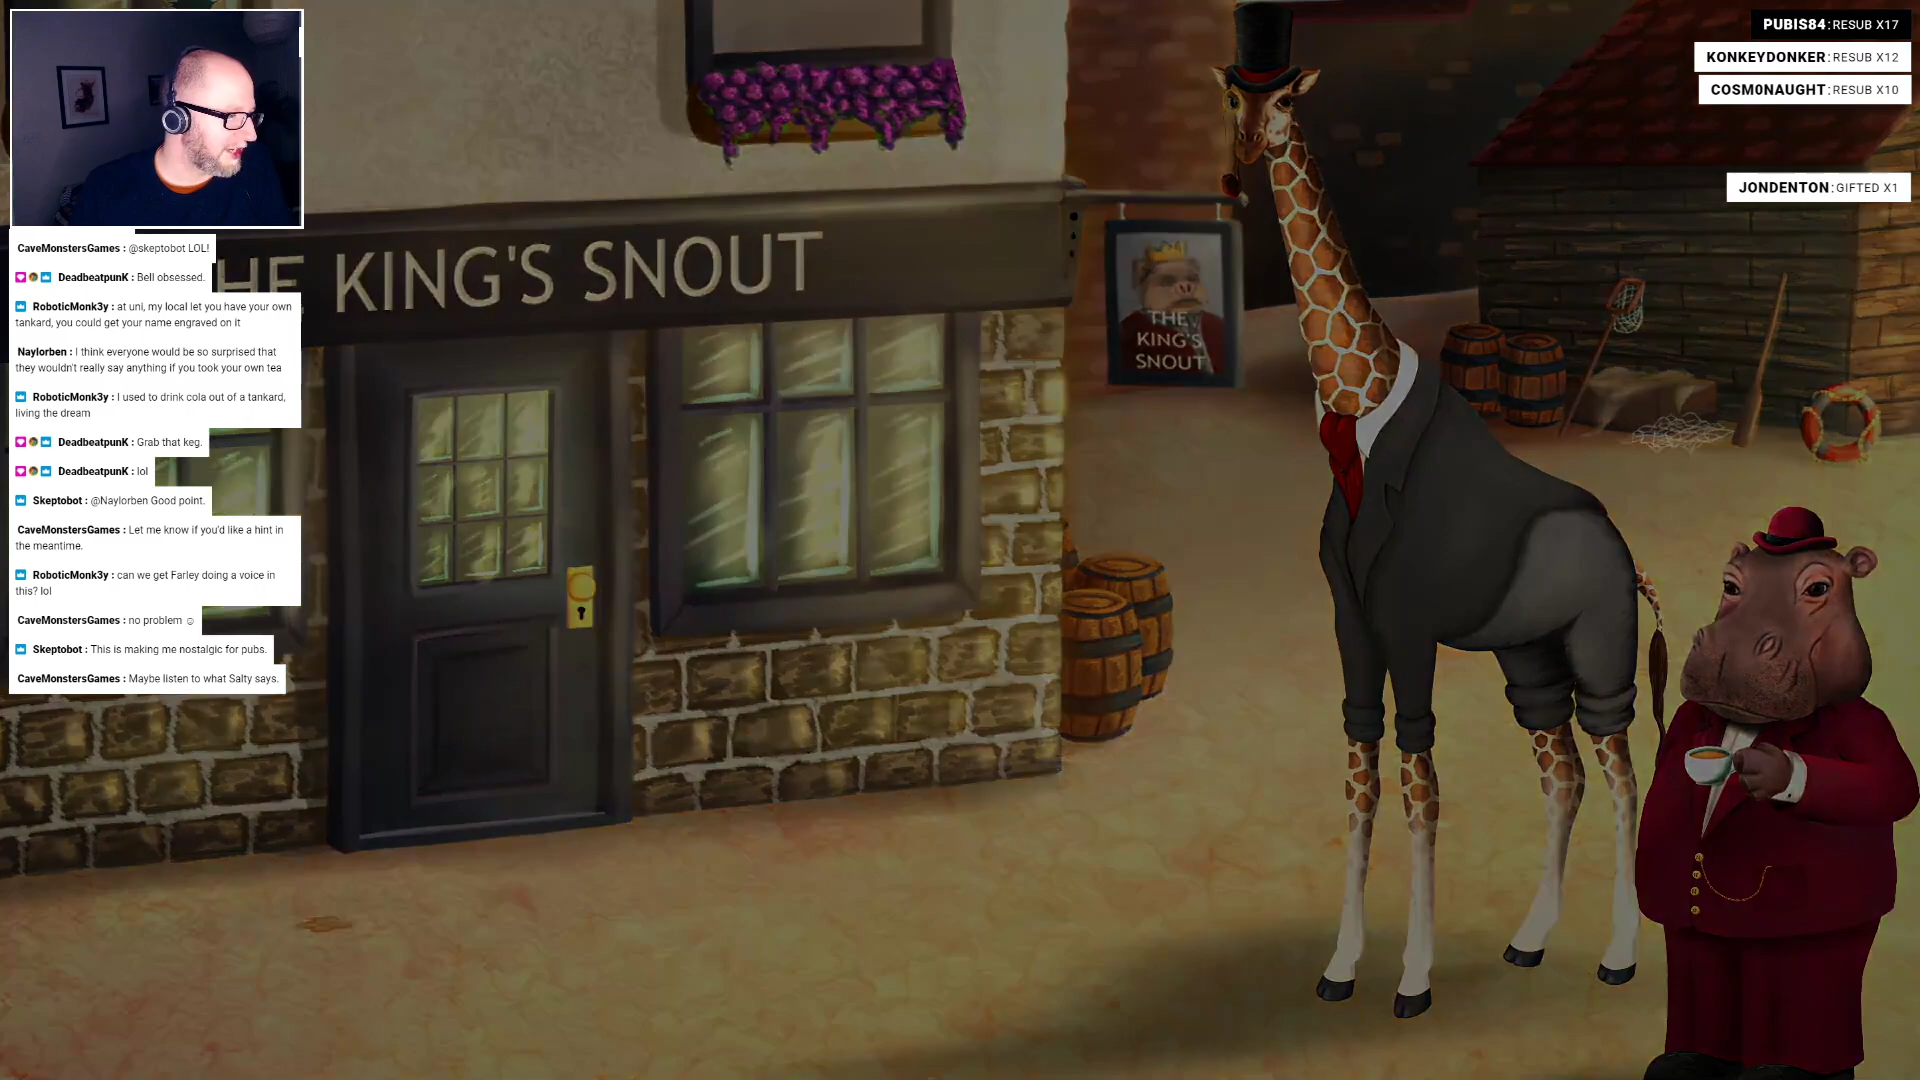 PUBIS84: RESUB X17
KONKEYDONKER: RESUB X12
COSM0NAUGHT: RESUB X10
JONDENTON: GIFTED X1
CaveMonstersGames : @skeptobot LOL!
DeadbeatpunK : Bell obsessed.
RoboticMonk3y : at uni, my local let you have your own
tankard, you could get your name engraved on it
Naylorben : I think everyone would be so surprised that
they wouldn't really say anything if you took your own tea
RoboticMonk3y : I used to drink cola out of a tankard,
living the dream
DeadbeatpunK : Grab that keg.
DeadbeatpunK : lol
Skeptobot : @Naylorben Good point.
CaveMonstersGames : Let me know if you'd like a hint in
the meantime.
RoboticMonk3y : can we get Farley doing a voice in
this? lol
CaveMonstersGames : no problem ☺
Skeptobot : This is making me nostalgic for pubs.
CaveMonstersGames : Maybe listen to what Salty says.
HE KING'S SNOUT
THE
KING'S
SNOUT